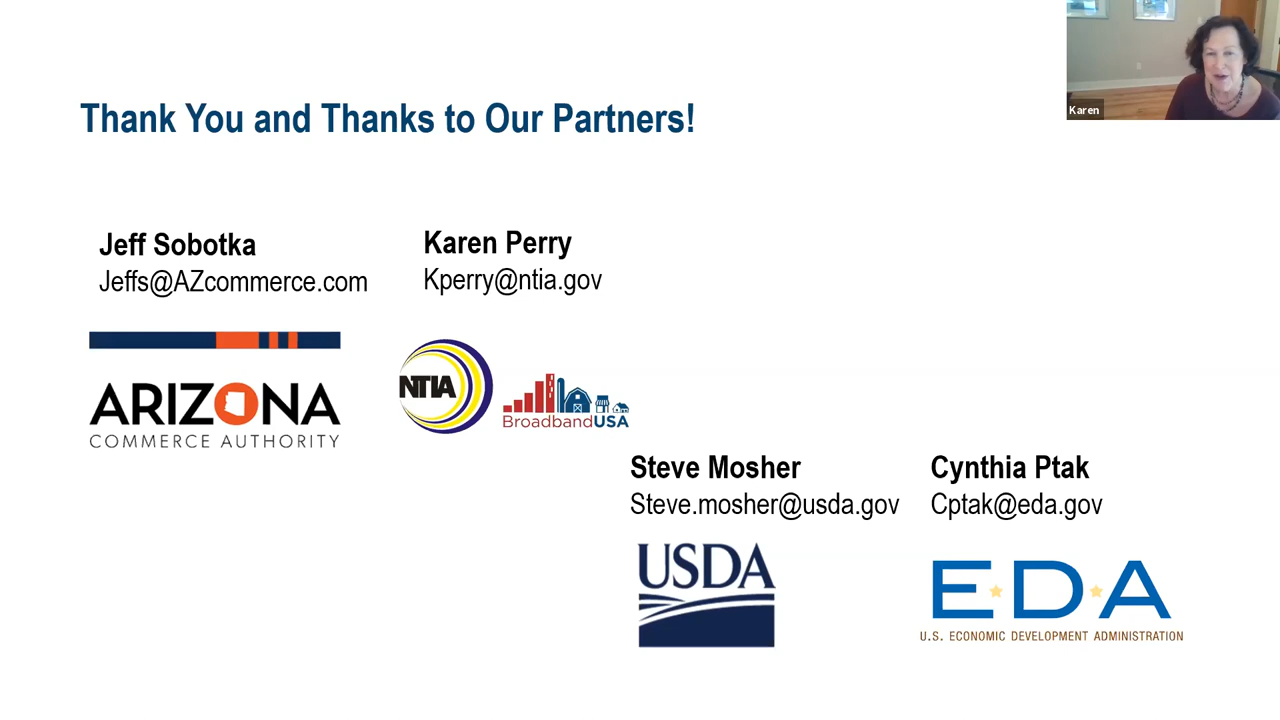 Karen
Thank You and Thanks to Our Partners!
Jeff Sobotka
Jeffs@AZcommerce.com
Karen Perry
Kperry@ntia.gov
ARIZONA
COMMERCE AUTHORITY
NTIA
BroadbandUSA
Steve Mosher
Steve.mosher@usda.gov
Cynthia Ptak
Cptak@eda.gov
USDA
EDA
U.S. ECONOMIC DEVELOPMENT ADMINISTRATION